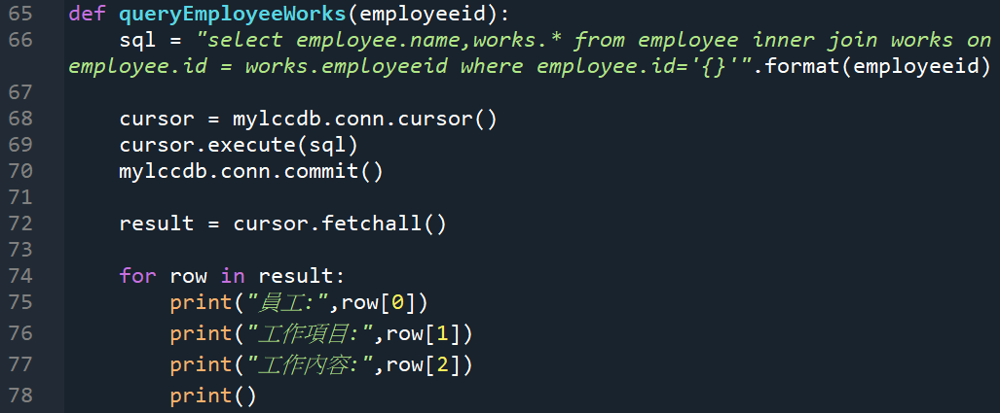 65 def queryEmployeeWorks(employeeid):
66     sql = "select employee.name,works.* from employee inner join works on
employee.id = works.employeeid where employee.id='{}'".format(employeeid)
67
68     cursor = mylccdb.conn.cursor()
69     cursor.execute(sql)
70     mylccdb.conn.commit()
71
72     result = cursor.fetchall()
73
74     for row in result:
75         print("員工:",row[0])
76         print("工作項目:",row[1])
77         print("工作內容:",row[2])
78         print()